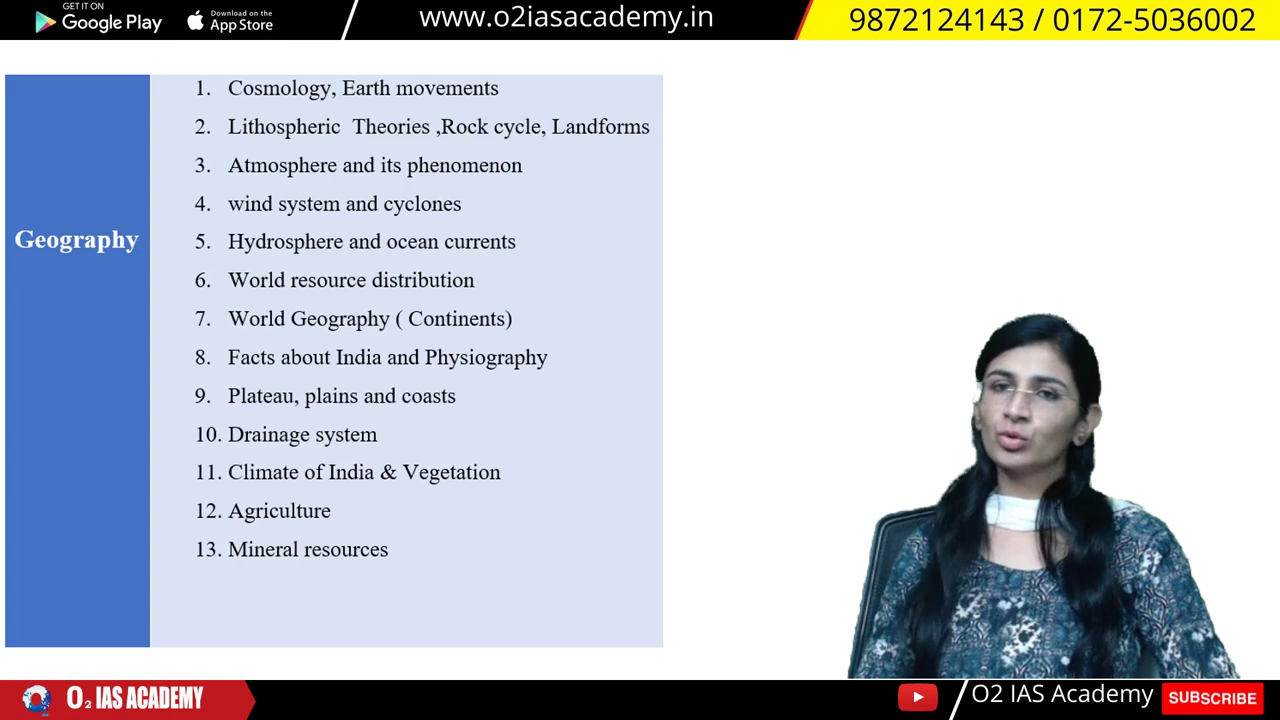 GET IT ON
Google Play
Download on the
App Store
www.o2iasacademy.in
9872124143 / 0172-5036002
Geography
1. Cosmology, Earth movements
2. Lithospheric Theories ,Rock cycle, Landforms
3. Atmosphere and its phenomenon
4. wind system and cyclones
5. Hydrosphere and ocean currents
6. World resource distribution
7. World Geography ( Continents)
8. Facts about India and Physiography
9. Plateau, plains and coasts
10. Drainage system
11. Climate of India & Vegetation
12. Agriculture
13. Mineral resources
O₂ IAS ACADEMY
O2 IAS Academy
SUBSCRIBE